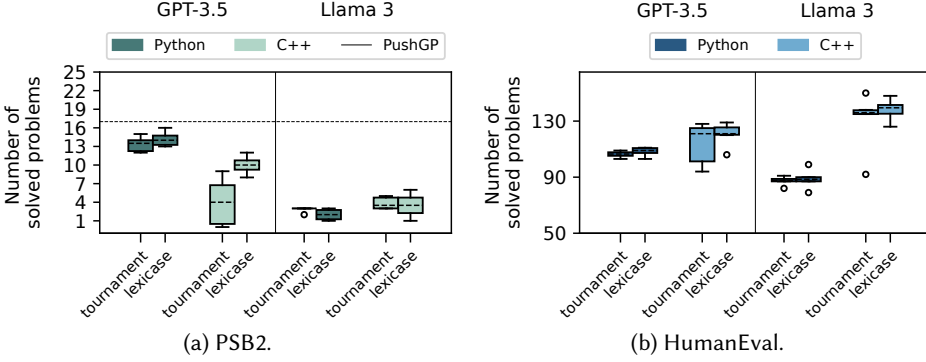 GPT-3.5 Llama 3
Python C++ PushGP
Number of
solved problems
25
22
19
16
13
10
7
4
1
tournament
lexicase
tournament
lexicase
tournament
lexicase
tournament
lexicase
(a) PSB2.
GPT-3.5 Llama 3
Python C++
Number of
solved problems
130
90
50
tournament
lexicase
tournament
lexicase
tournament
lexicase
tournament
lexicase
(b) HumanEval.